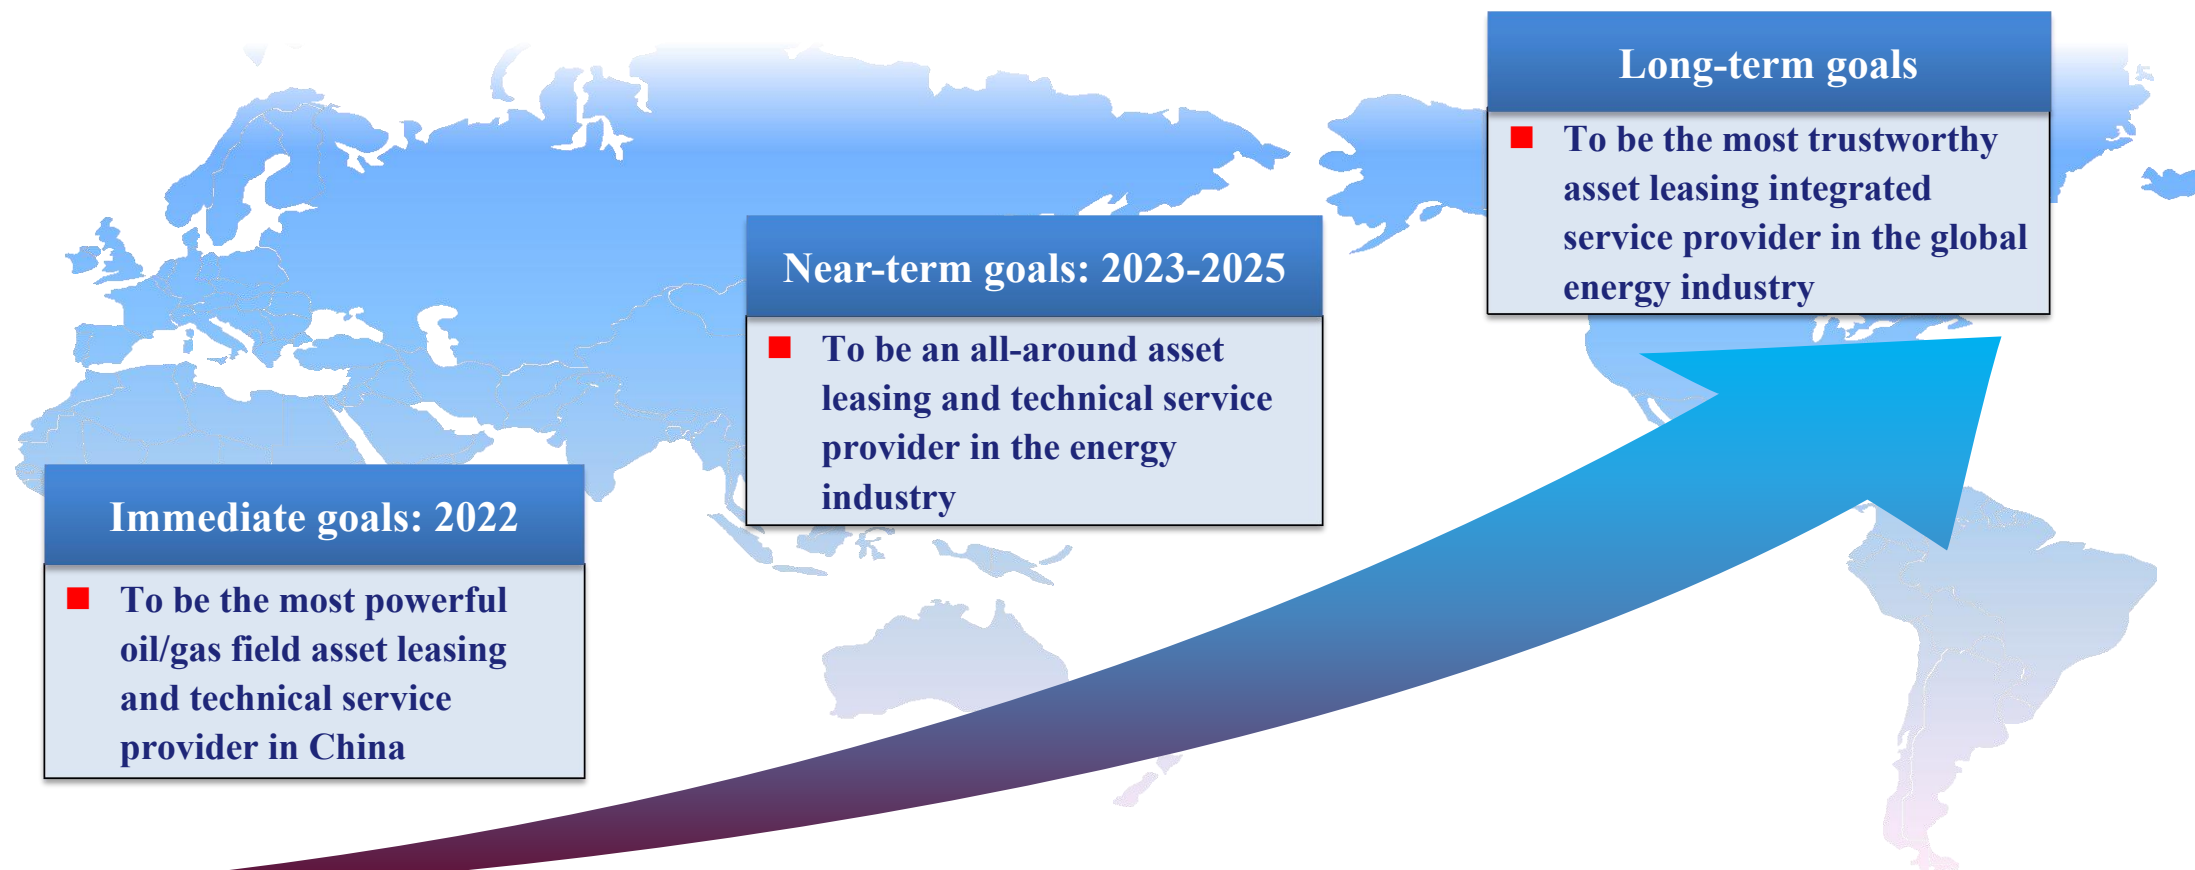 Long-term goals
To be the most trustworthy
asset leasing integrated
service provider in the global
energy industry
Near-term goals: 2023-2025
To be an all-around asset
leasing and technical service
provider in the energy
industry
Immediate goals: 2022
To be the most powerful
oil/gas field asset leasing
and technical service
provider in China